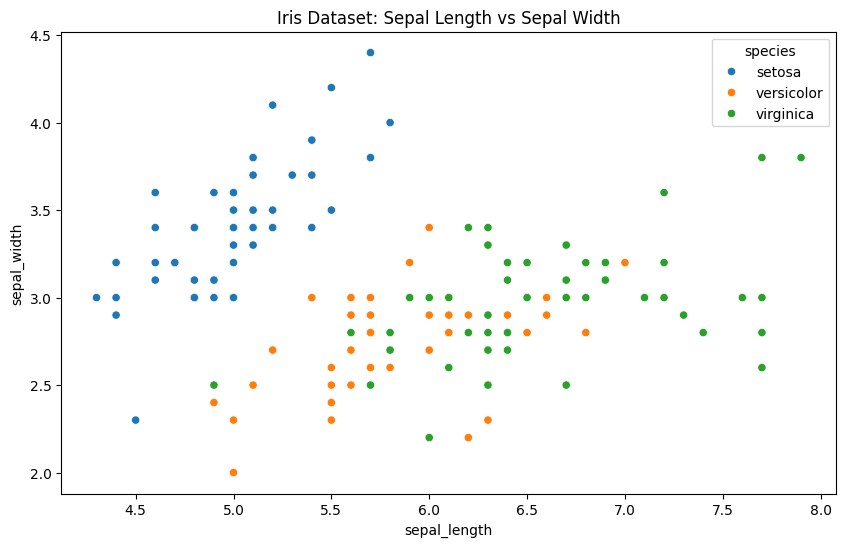 Iris Dataset: Sepal Length vs Sepal Width
species
setosa
versicolor
virginica
4.5
4.0
3.5
3.0
2.5
2.0
sepal_width
4.5 5.0 5.5 6.0 6.5 7.0 7.5 8.0
sepal_length